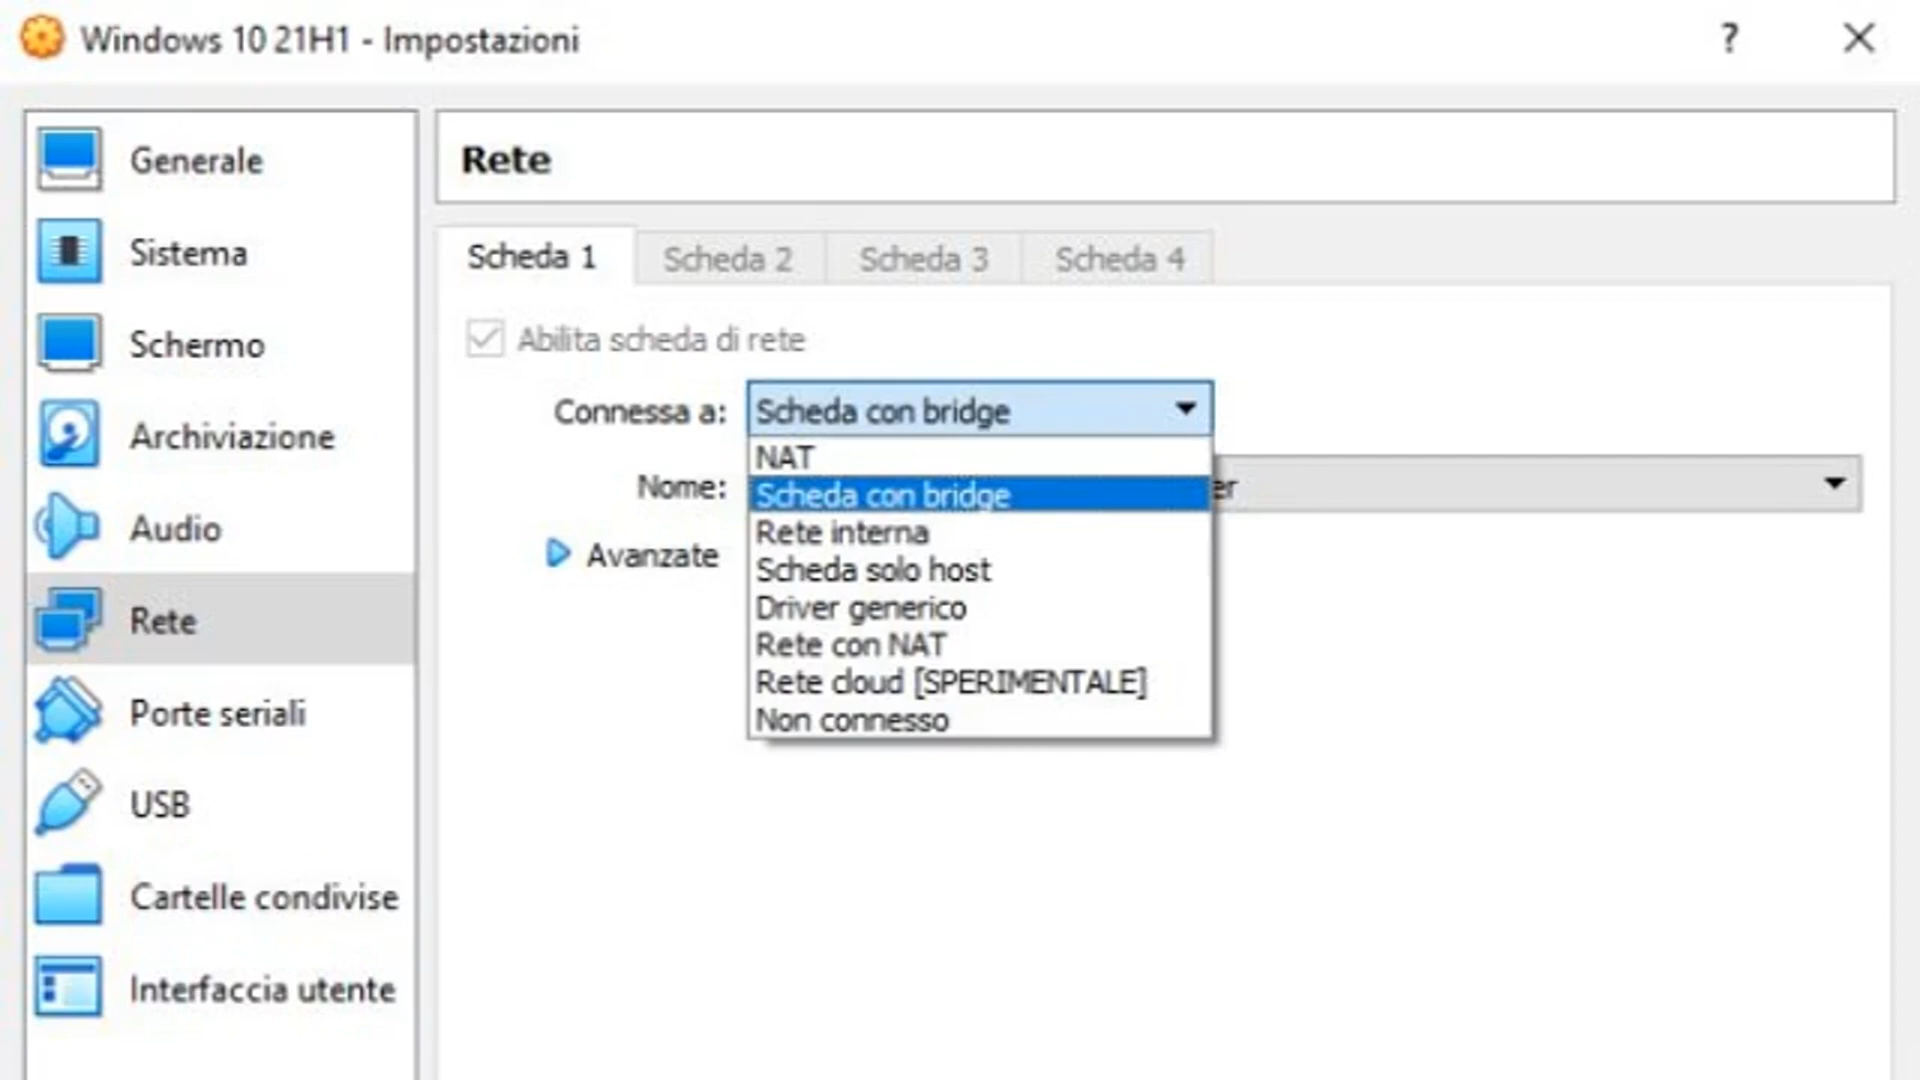 Windows 10 21H1 - Impostazioni
?
Generale
Sistema
Schermo
Archiviazione
Audio
Rete
Porte seriali
USB
Cartelle condivise
Interfaccia utente
Rete
Scheda 1
Scheda 2
Scheda 3
Scheda 4
Abilita scheda di rete
Connessa a: Scheda con bridge
NAT
Scheda con bridge
Rete interna
Scheda solo host
Driver generico
Rete con NAT
Rete cloud [SPERIMENTALE]
Non connesso
Nome:
Avanzate